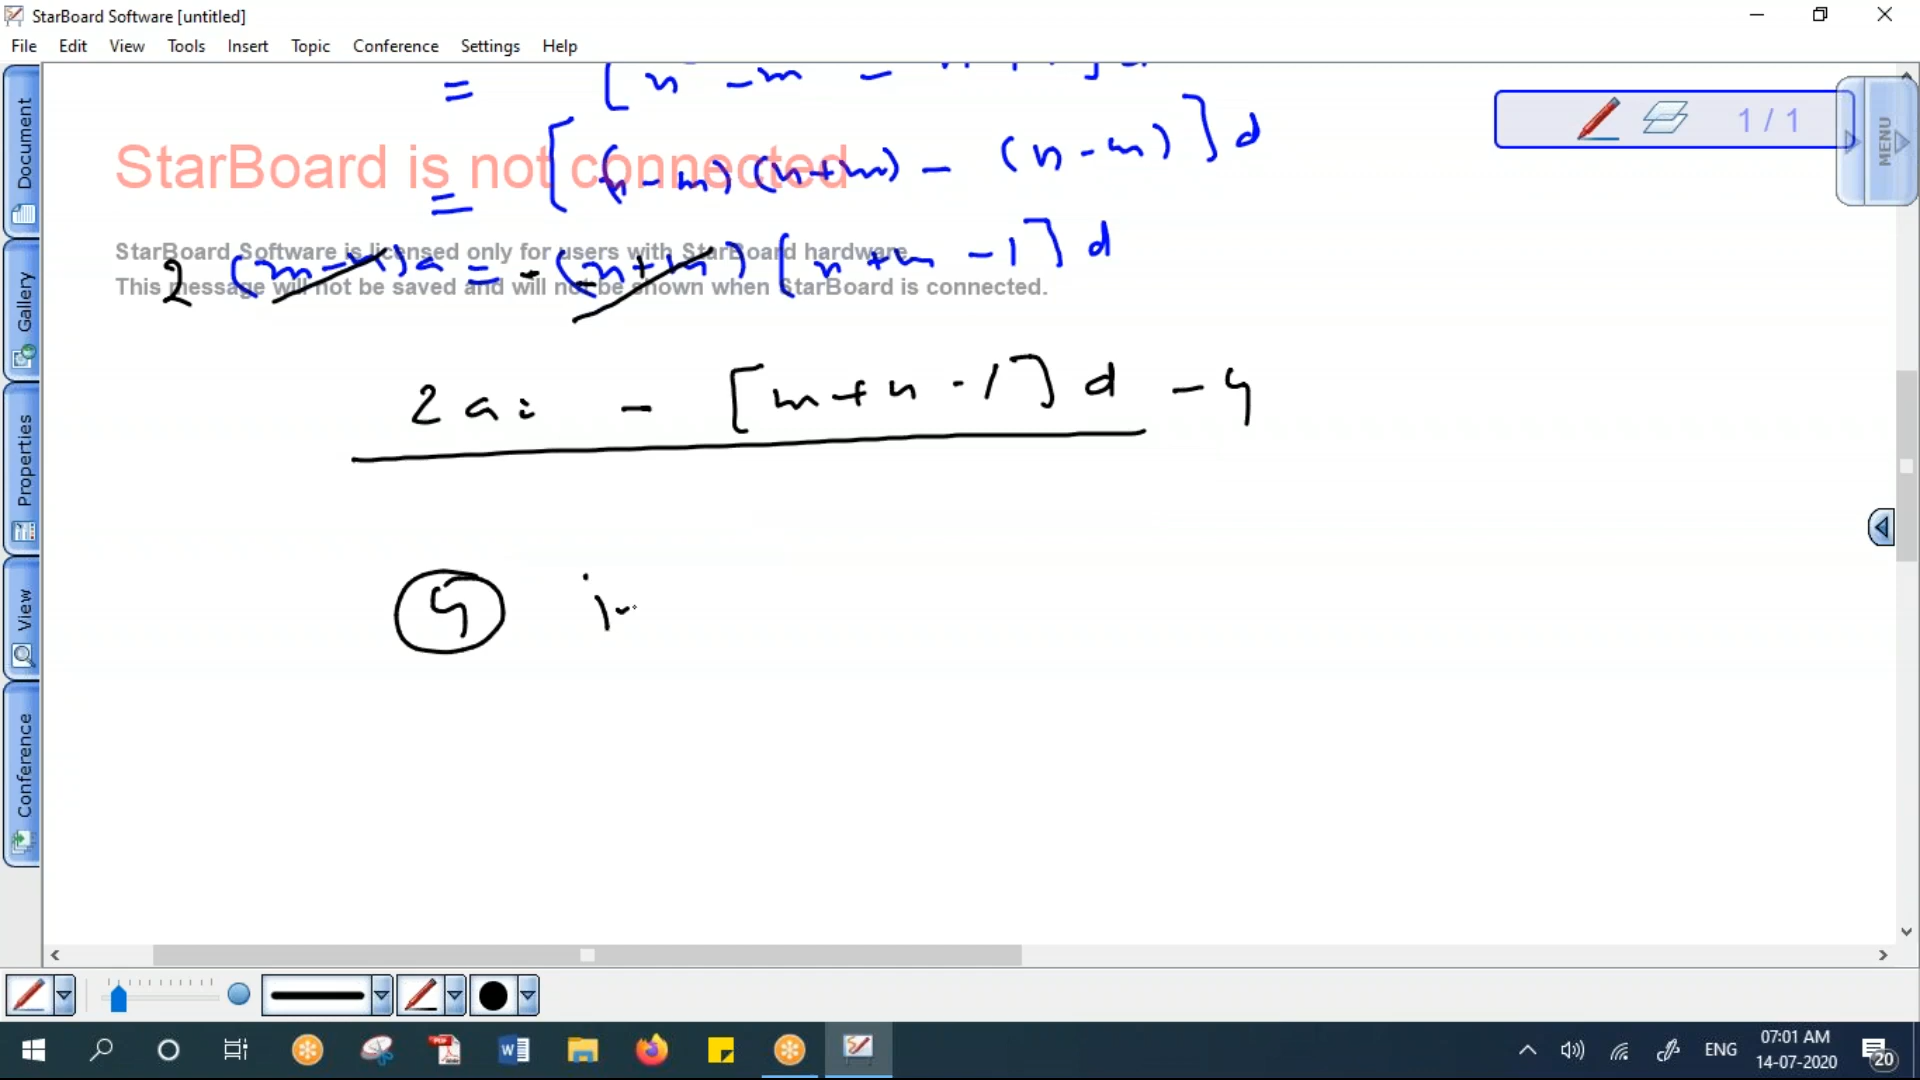 StarBoard Software [untitled]
File Edit View Tools Insert Topic Conference Settings Help
Document
Gallery
Properties
View
Conference
1 / 1
MENU
StarBoard is not connected
= [(n-m)(n+m) - (n-m)]d
StarBoard Software is licensed only for users with StarBoard hardware.
This message will not be saved and will not be shown when StarBoard is connected.
2 (m-n)a = -(n+m) [n+m-1]d
2a = - [m+n-1]d - 4
4 in
07:01 AM
ENG
14-07-2020
20